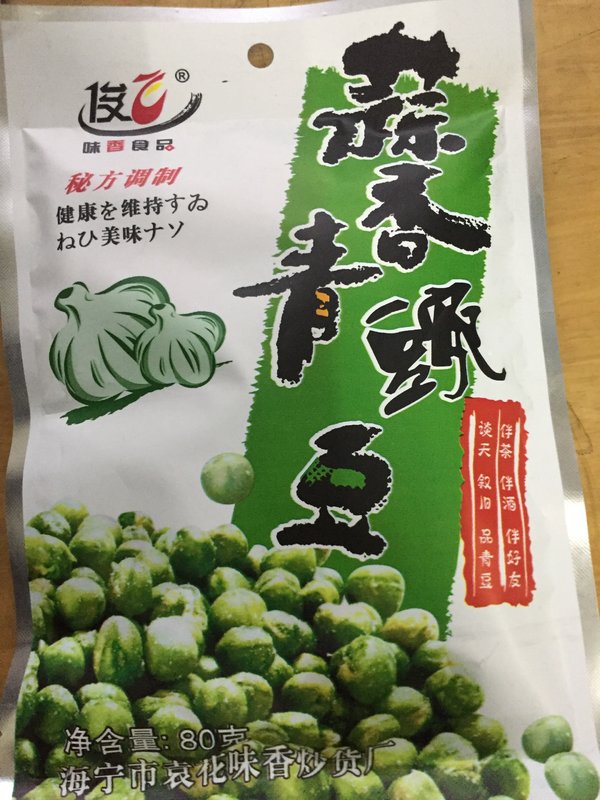 俊飞®
味香食品
秘方调制
健康を维持すゐ
ねひ美味ナソ
蒜香
青豆
伴茶 伴酒 伴好友
谈天 叙旧 品青豆
净含量: 80克
海宁市袁花味香炒货厂